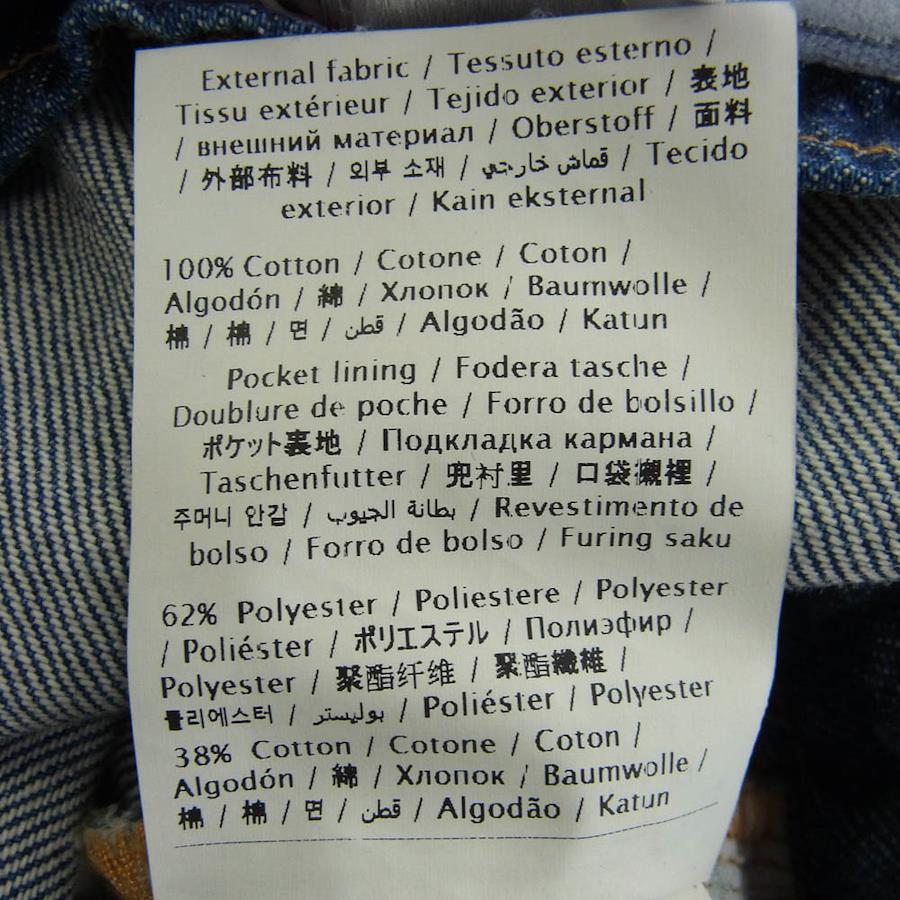 External fabric / Tessuto esterno /
Tissu extérieur / Tejido exterior / 表地
/ внешний материал / Oberstoff / 面料
/ 外部布料 / 외부 소재 / قماش خارجي / Tecido
exterior / Kain eksternal
100% Cotton / Cotone / Coton /
Algodón / 綿 / Хлопок / Baumwolle /
棉 / 棉 / 면 / قطن / Algodão / Katun
Pocket lining / Fodera tasche /
Doublure de poche / Forro de bolsillo /
ポケット裏地 / Подкладка кармана /
Taschenfutter / 兜衬里 / 口袋襯裡 /
주머니 안감 / بطانة الجيوب / Revestimento de
bolso / Forro de bolso / Furing saku
62% Polyester / Poliestere / Polyester
/ Poliéster / ポリエステル / Полиэфир /
Polyester / 聚酯纤维 / 聚酯纖維 /
폴리에스터 / بوليستر / Poliéster / Polyester
38% Cotton / Cotone / Coton /
Algodón / 綿 / Хлопок / Baumwolle /
棉 / 棉 / 면 / قطن / Algodão / Katun